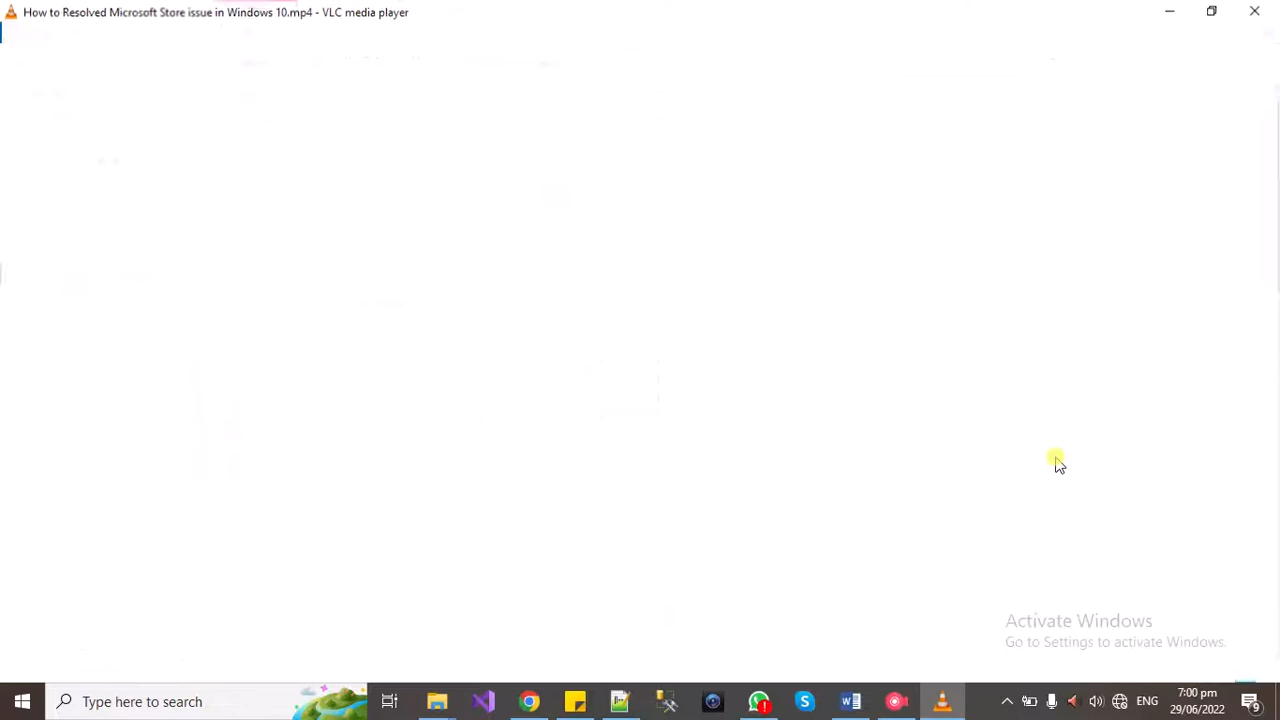 How to Resolved Microsoft Store issue in Windows 10.mp4 - VLC media player
Activate Windows
Go to Settings to activate Windows.
Type here to search
ENG
7:00 pm
29/06/2022
9